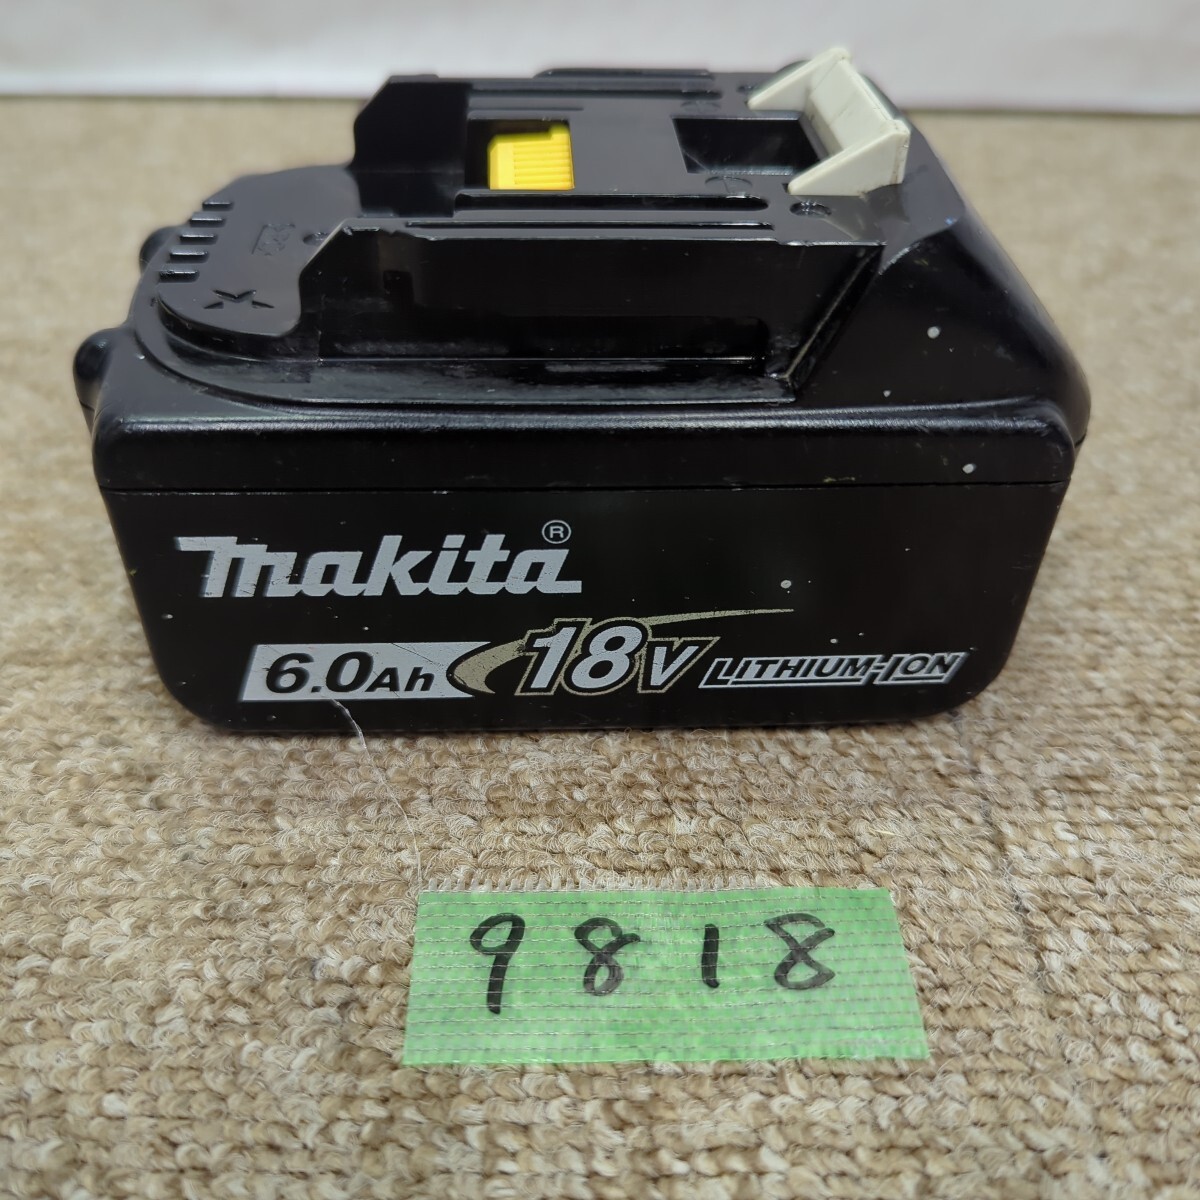 makita®
6.0Ah 18V LITHIUM-ION
9818